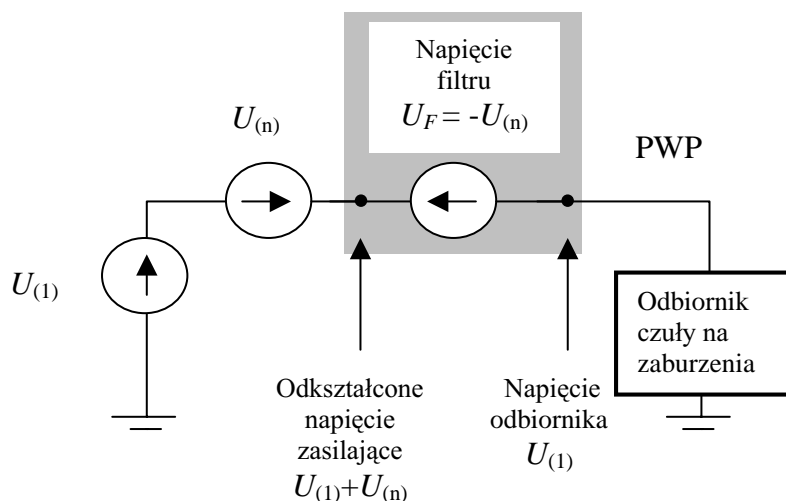 Napięcie
filtru
U_F = -U_(n)
U_(n)
PWP
U_(1)
Odbiornik
czuły na
zaburzenia
Odkształcone
napięcie
zasilające
U_(1)+U_(n)
Napięcie
odbiornika
U_(1)